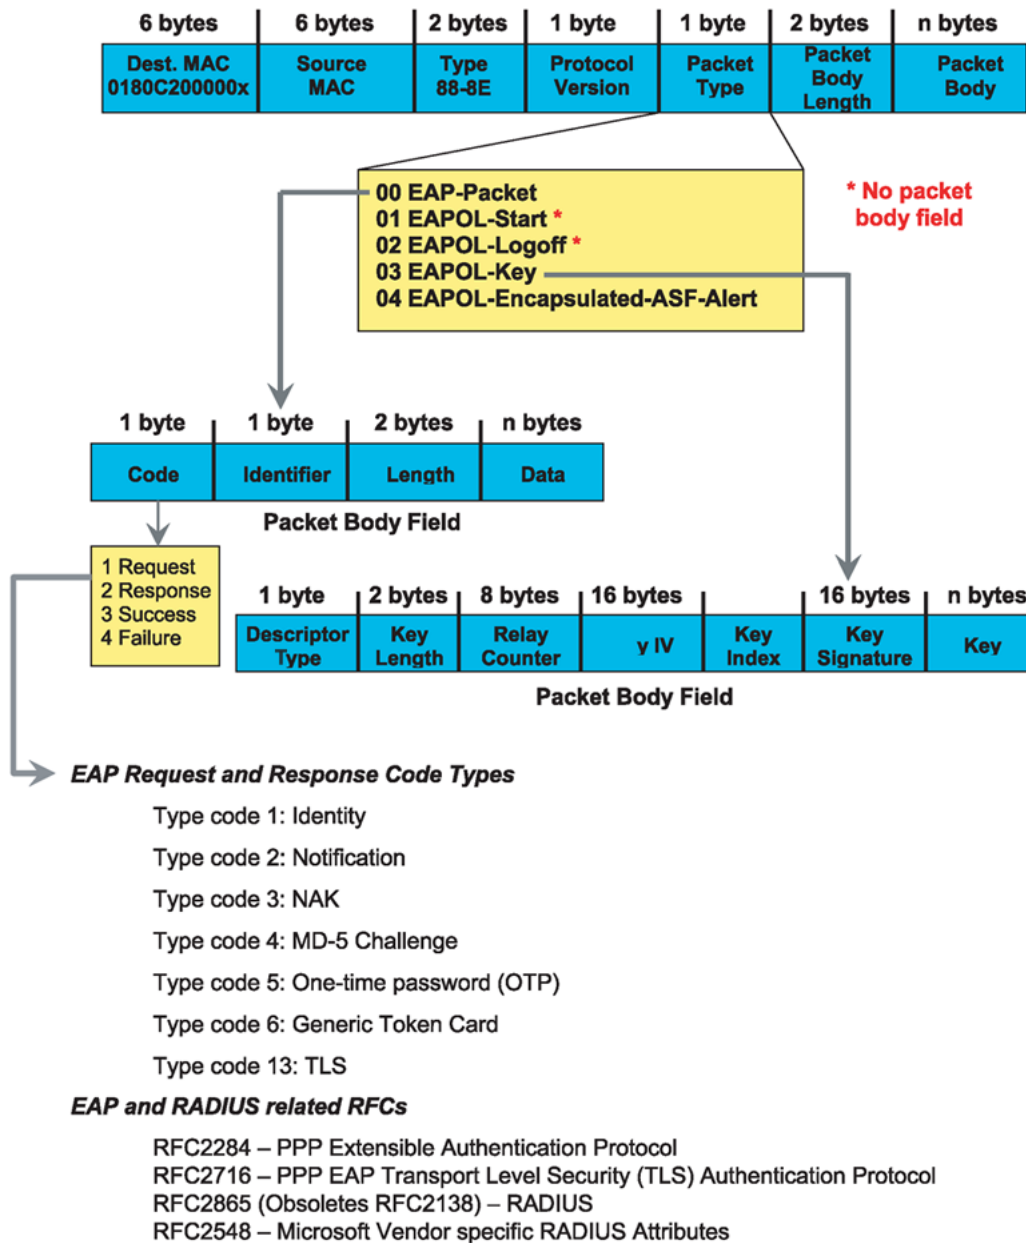 6 bytes 6 bytes 2 bytes 1 byte 1 byte 2 bytes n bytes
Dest. MAC 0180C200000x
Source MAC
Type 88-8E
Protocol Version
Packet Type
Packet Body Length
Packet Body
00 EAP-Packet
01 EAPOL-Start *
02 EAPOL-Logoff *
03 EAPOL-Key
04 EAPOL-Encapsulated-ASF-Alert
* No packet
body field
1 byte 1 byte 2 bytes n bytes
Code Identifier Length Data
Packet Body Field
1 Request
2 Response
3 Success
4 Failure
1 byte 2 bytes 8 bytes 16 bytes 16 bytes n bytes
Descriptor Type
Key Length
Relay Counter
y IV
Key Index
Key Signature
Key
Packet Body Field
EAP Request and Response Code Types
Type code 1: Identity
Type code 2: Notification
Type code 3: NAK
Type code 4: MD-5 Challenge
Type code 5: One-time password (OTP)
Type code 6: Generic Token Card
Type code 13: TLS
EAP and RADIUS related RFCs
RFC2284 – PPP Extensible Authentication Protocol
RFC2716 – PPP EAP Transport Level Security (TLS) Authentication Protocol
RFC2865 (Obsoletes RFC2138) – RADIUS
RFC2548 – Microsoft Vendor specific RADIUS Attributes